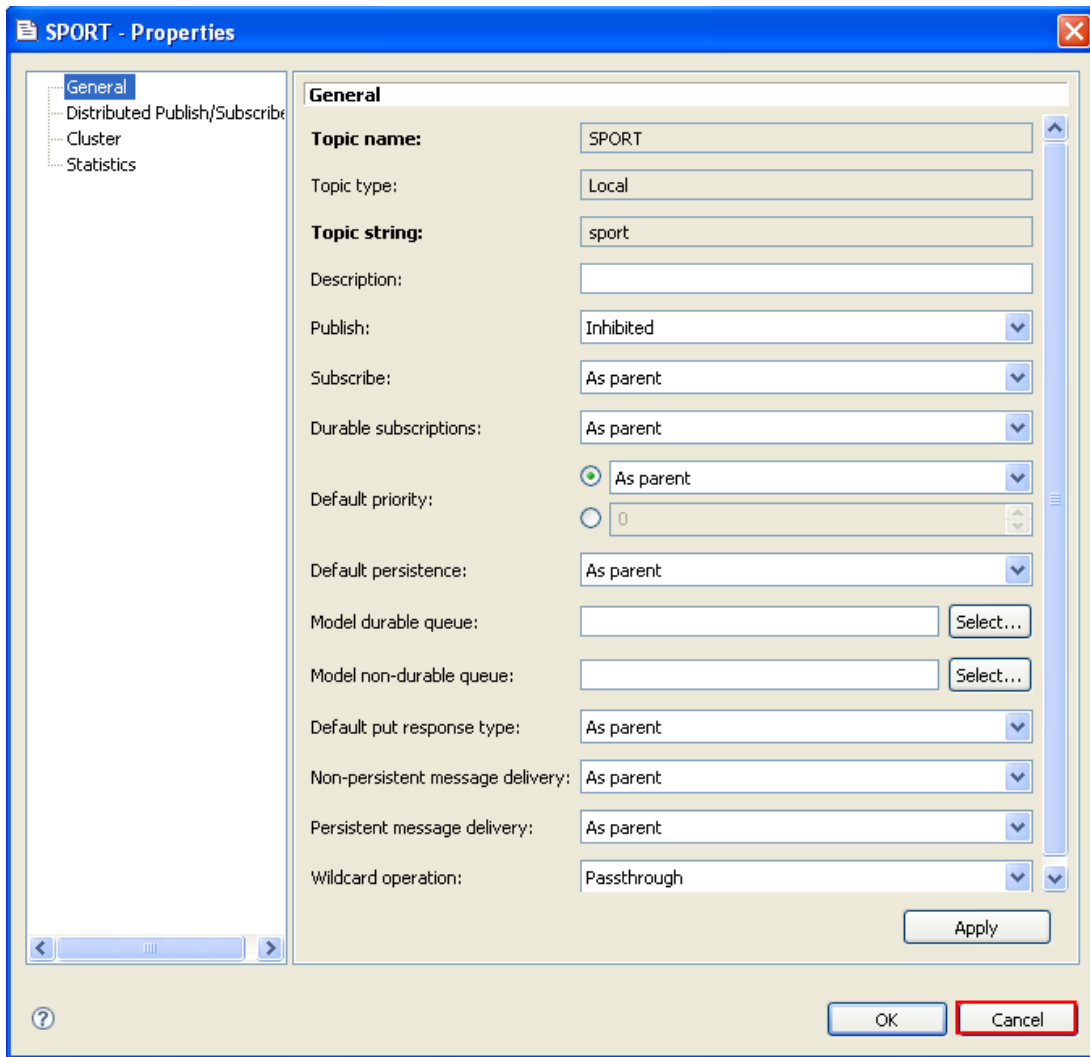 SPORT - Properties
General
Distributed Publish/Subscribe
Cluster
Statistics
General
Topic name: SPORT
Topic type: Local
Topic string: sport
Description:
Publish: Inhibited
Subscribe: As parent
Durable subscriptions: As parent
Default priority: As parent
0
Default persistence: As parent
Model durable queue: Select...
Model non-durable queue: Select...
Default put response type: As parent
Non-persistent message delivery: As parent
Persistent message delivery: As parent
Wildcard operation: Passthrough
Apply
? OK Cancel